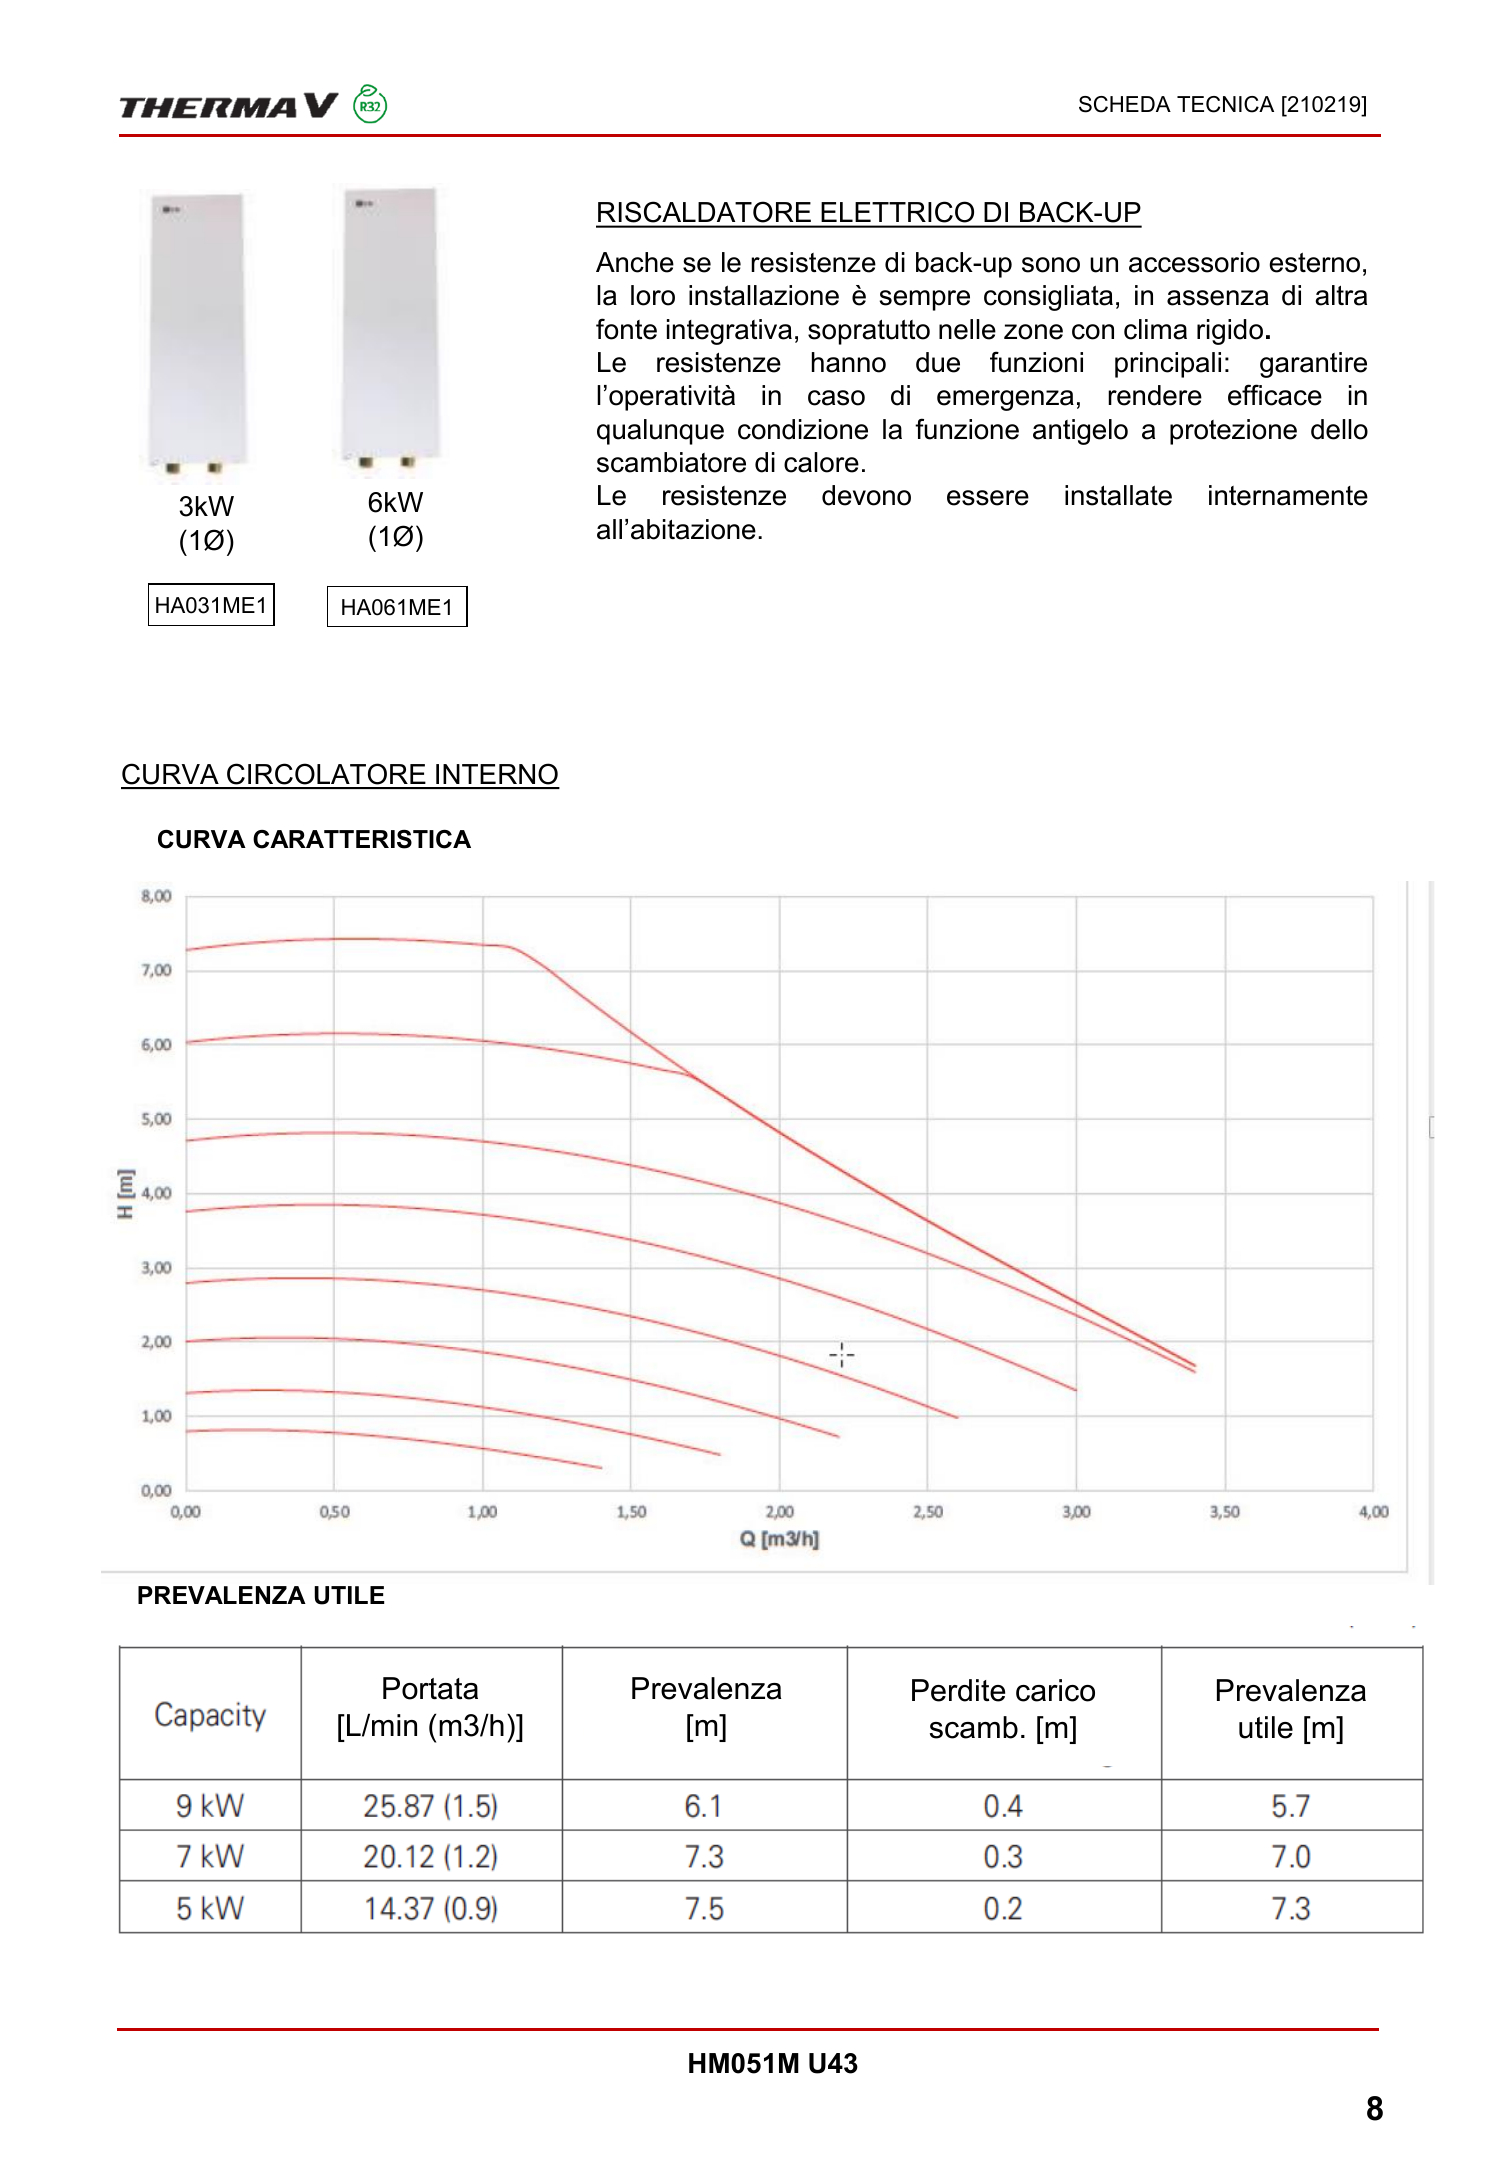 THERMA V R32
SCHEDA TECNICA [210219]
RISCALDATORE ELETTRICO DI BACK-UP
Anche se le resistenze di back-up sono un accessorio esterno,
la loro installazione è sempre consigliata, in assenza di altra
fonte integrativa, sopratutto nelle zone con clima rigido.
Le resistenze hanno due funzioni principali: garantire
l’operatività in caso di emergenza, rendere efficace in
qualunque condizione la funzione antigelo a protezione dello
scambiatore di calore.
Le resistenze devono essere installate internamente
all’abitazione.
3kW
(1Ø)
6kW
(1Ø)
HA031ME1
HA061ME1
CURVA CIRCOLATORE INTERNO
CURVA CARATTERISTICA
8,00
7,00
6,00
5,00
4,00
3,00
2,00
1,00
0,00
H [m]
0,00 0,50 1,00 1,50 2,00 2,50 3,00 3,50 4,00
Q [m3/h]
PREVALENZA UTILE
Capacity
Portata
[L/min (m3/h)]
Prevalenza
[m]
Perdite carico
scamb. [m]
Prevalenza
utile [m]
9 kW 25.87 (1.5) 6.1 0.4 5.7
7 kW 20.12 (1.2) 7.3 0.3 7.0
5 kW 14.37 (0.9) 7.5 0.2 7.3
HM051M U43
8